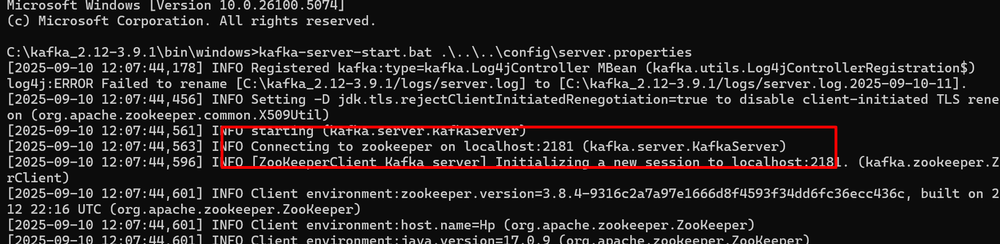 Microsoft Windows [Version 10.0.26100.5074]
(c) Microsoft Corporation. All rights reserved.
C:\kafka_2.12-3.9.1\bin\windows>kafka-server-start.bat .\..\..\config\server.properties
[2025-09-10 12:07:44,178] INFO Registered kafka:type=kafka.Log4jController MBean (kafka.utils.Log4jControllerRegistration$)
log4j:ERROR Failed to rename [C:\kafka_2.12-3.9.1/logs/server.log] to [C:\kafka_2.12-3.9.1/logs/server.log.2025-09-10-11].
[2025-09-10 12:07:44,456] INFO Setting -D jdk.tls.rejectClientInitiatedRenegotiation=true to disable client-initiated TLS rene
on (org.apache.zookeeper.common.X509Util)
[2025-09-10 12:07:44,561] INFO starting (kafka.server.KafkaServer)
[2025-09-10 12:07:44,563] INFO Connecting to zookeeper on localhost:2181 (kafka.server.KafkaServer)
[2025-09-10 12:07:44,596] INFO [ZooKeeperClient Kafka server] Initializing a new session to localhost:2181. (kafka.zookeeper.Z
rClient)
[2025-09-10 12:07:44,601] INFO Client environment:zookeeper.version=3.8.4-9316c2a7a97e1666d8f4593f34dd6fc36ecc436c, built on 2
12 22:16 UTC (org.apache.zookeeper.ZooKeeper)
[2025-09-10 12:07:44,601] INFO Client environment:host.name=Hp (org.apache.zookeeper.ZooKeeper)
[2025-09-10 12:07:44,601] INFO Client environment:java.version=17.0.9 (org.apache.zookeeper.ZooKeeper)